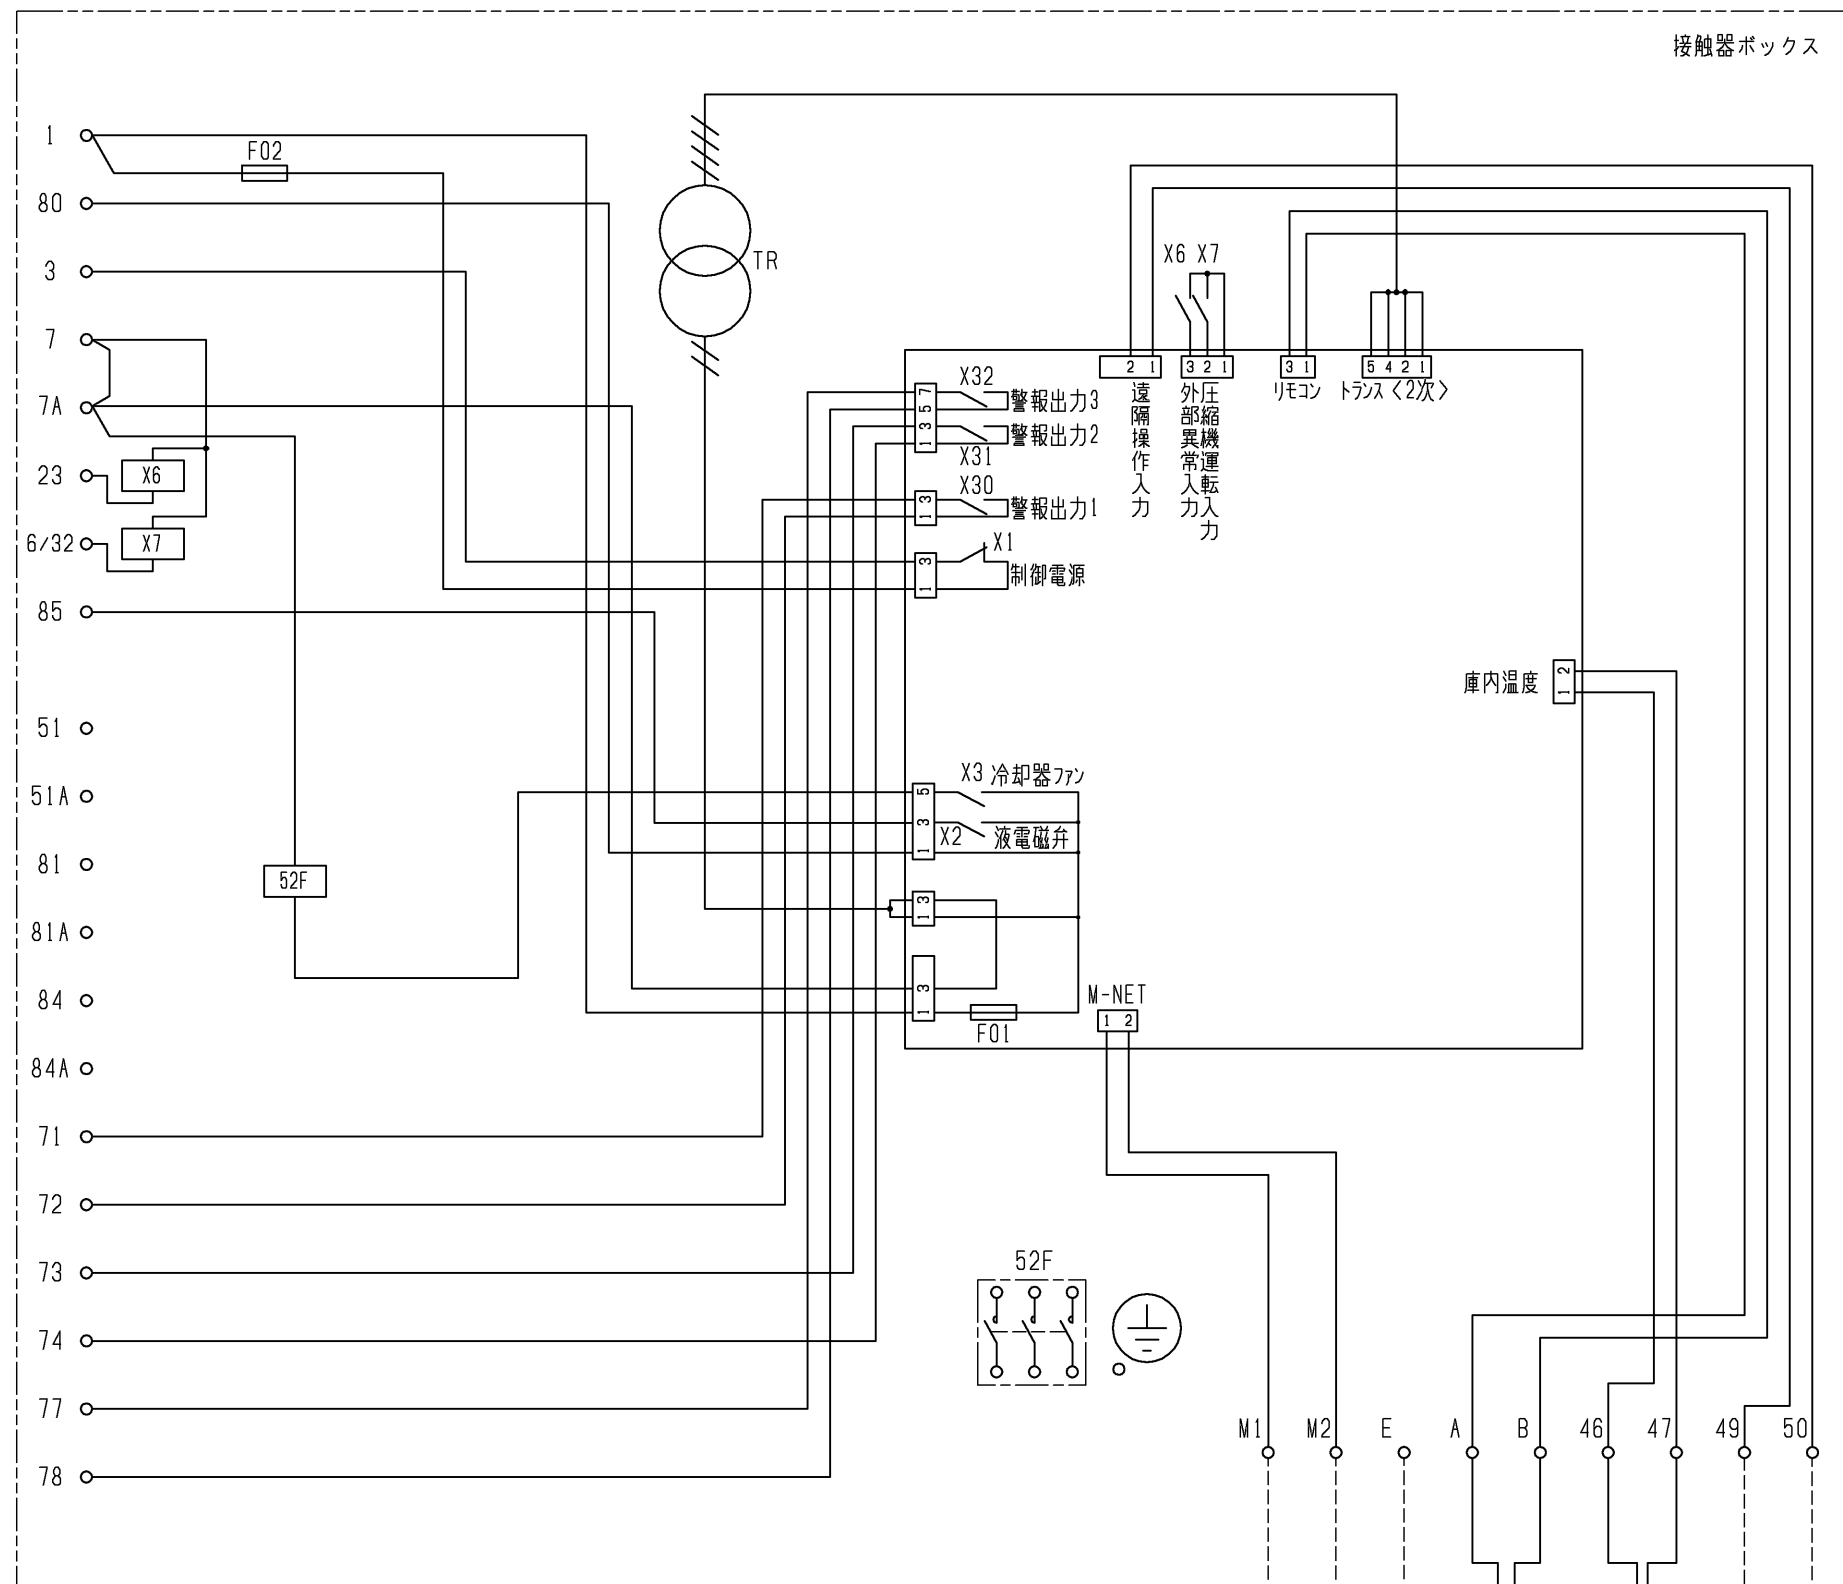 接触器ボックス
1
F02
80
3
TR
X6 X7
7
3 2 1
2 1
3 1
5 4 2 1
遠隔操作入力
外部異常入力
圧縮機運転入力
リモコン
トランス〈2次〉
7A
X32
7
5
警報出力3
3
1
警報出力2
X31
23
X6
X30
3
1
警報出力1
6/32
X7
X1
3
1
制御電源
85
庫内温度
2
1
51
51A
X3 冷却器ファン
5
3
1
X2 液電磁弁
81
52F
3
1
81A
84
3
1
F01
M-NET
1 2
84A
71
72
73
52F
74
77
M1 M2 E A B 46 47 49 50
78